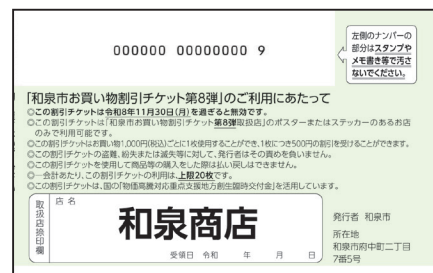 000000 00000000 9
左側のナンバーの
部分はスタンプや
メモ書き等で汚さ
ないでください。
「和泉市お買い物割引チケット第8弾」のご利用にあたって
◎この割引チケットは令和8年11月30日(月)を過ぎると無効です。
◎この割引チケットは「和泉市お買い物割引チケット第8弾取扱店」のポスターまたはステッカーのあるお店
のみで利用可能です。
◎この割引チケットはお買い物1,000円(税込)ごとに1枚使用することができ、1枚につき500円の割引を受けることができます。
◎この割引チケットの盗難、紛失または滅失等に対して、発行者はその責めを負いません。
◎この割引チケットを使用して商品等の購入をした際は払い戻しはできません。
◎一会計あたり、この割引チケットの利用は、上限20枚です。
◎この割引チケットは、国の「物価高騰対応重点支援地方創生臨時交付金」を活用しています。
取扱店捺印欄
店名
和泉商店
受領日 令和 年 月 日
発行者 和泉市
所在地
和泉市府中町二丁目
7番5号